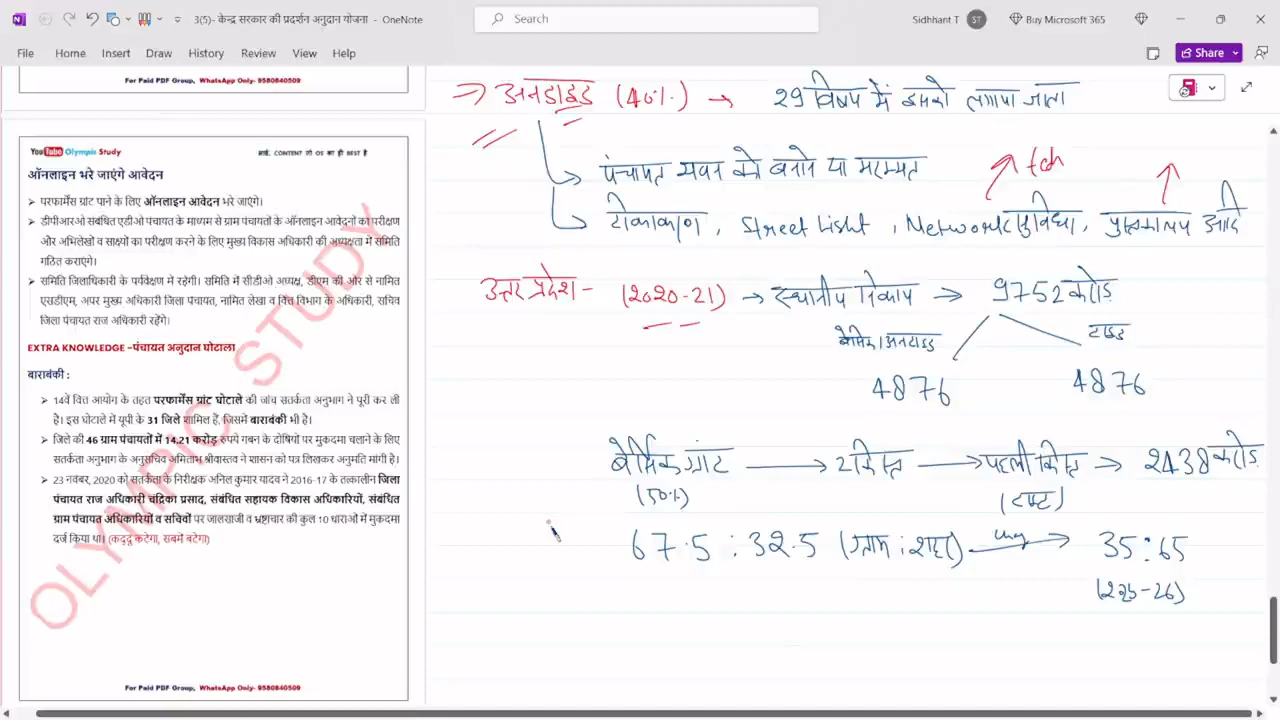 3(5)- केन्द्र सरकार की प्रदर्शन अनुदान योजना - OneNote
Search
Sidhhant T ST Buy Microsoft 365
File Home Insert Draw History Review View Help
Share
For Paid PDF Group, WhatsApp Only- 9580840509
YouTube Olympic Study
भाई, CONTENT तो OS का ही BEST है
ऑनलाइन भरे जाएंगे आवेदन
➤ परफार्मेंस ग्रांट पाने के लिए ऑनलाइन आवेदन भरे जाएंगे।
➤ डीपीआरओ संबंधित एडीओ पंचायत के माध्यम से ग्राम पंचायतों के ऑनलाइन आवेदनों का परीक्षण
और अभिलेखों व साक्ष्यों का परीक्षण करने के लिए मुख्य विकास अधिकारी की अध्यक्षता में समिति
गठित कराएंगे।
➤ समिति जिलाधिकारी के पर्यवेक्षण में रहेगी। समिति में सीडीओ अध्यक्ष, डीएम की ओर से नामित
एसडीएम, अपर मुख्य अधिकारी जिला पंचायत, नामित लेखा व वित्त विभाग के अधिकारी, सचिव
जिला पंचायत राज अधिकारी रहेंगे।
EXTRA KNOWLEDGE -पंचायत अनुदान घोटाला
बाराबंकी :
➤ 14वें वित्त आयोग के तहत परफार्मेंस ग्रांट घोटाले की जांच सतर्कता अनुभाग ने पूरी कर ली
है। इस घोटाले में यूपी के 31 जिले शामिल हैं, जिसमें बाराबंकी भी है।
➤ जिले की 46 ग्राम पंचायतों में 14.21 करोड़ रुपये गबन के दोषियों पर मुकदमा चलाने के लिए
सतर्कता अनुभाग के अनुसचिव अमिताभ श्रीवास्तव ने शासन को पत्र लिखकर अनुमति मांगी है।
➤ 23 नवंबर, 2020 को सतर्कता के निरीक्षक अनिल कुमार यादव ने 2016-17 के तत्कालीन जिला
पंचायत राज अधिकारी चंद्रिका प्रसाद, संबंधित सहायक विकास अधिकारियों, संबंधित
ग्राम पंचायत अधिकारियों व सचिवों पर जालसाजी व भ्रष्टाचार की कुल 10 धाराओं में मुकदमा
दर्ज किया था। (कद्दू कटेगा, सबमें बटेगा)
OLYMPIC STUDY
For Paid PDF Group, WhatsApp Only- 9580840509
→ अनटाइड (40%) → 29 विषय में इसको लगाया जाता
पंचायत भवन को बनाने या मरम्मत
टीकाकरण, Street Light, Network सुविधा, पुस्तकालय आदि
उत्तर प्रदेश - (2020-21) → स्थानीय निकाय → 9752 करोड़
बेसिक/अनटाइड टाइड
4876 4876
बेसिक ग्रांट → 2 किस्त → पहली किस्त → 2438 करोड़
(50%)
67.5 : 32.5 (ग्राम : शहर) → 35:65